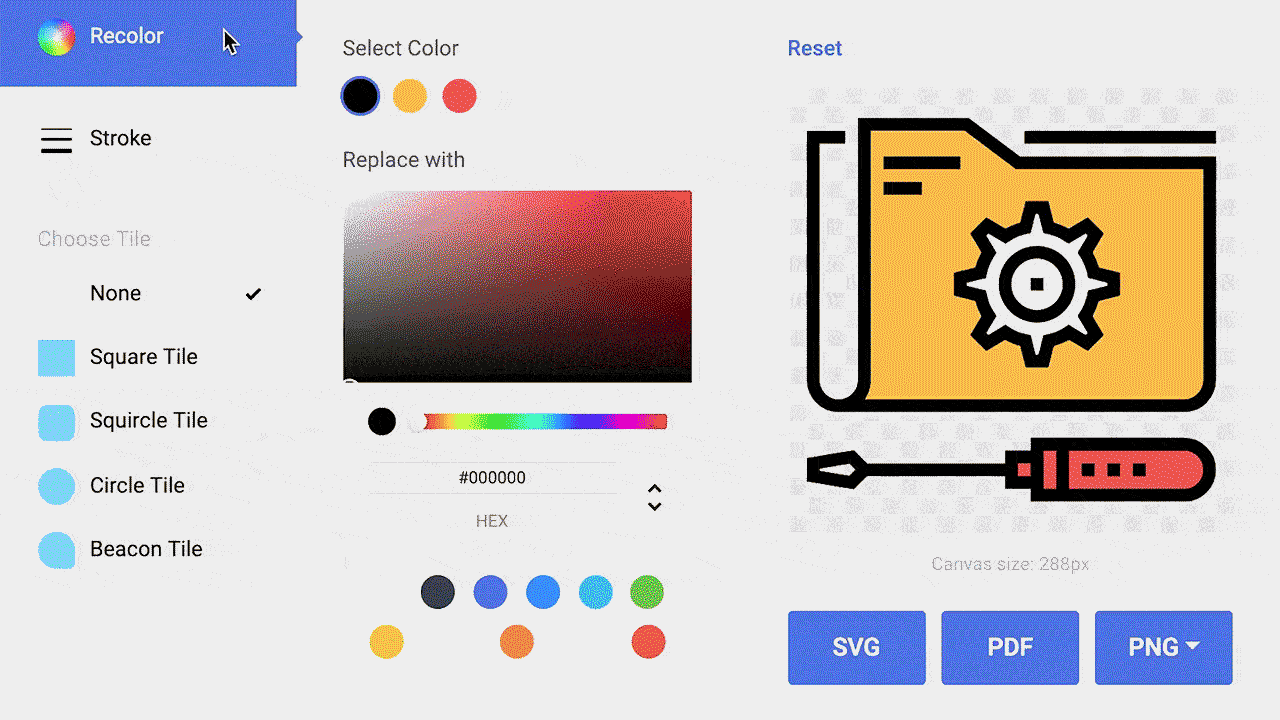 Recolor
Stroke
Choose Tile
None
Square Tile
Squircle Tile
Circle Tile
Beacon Tile
Select Color
Replace with
#000000
HEX
Reset
Canvas size: 288px
SVG
PDF
PNG